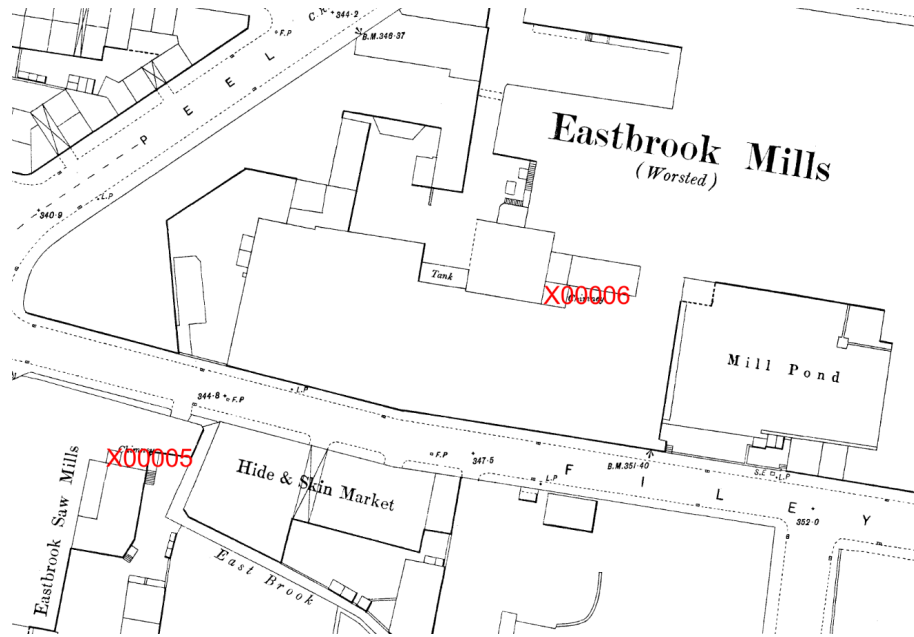 C.R.
344·2
F.P
B.M.346·37
PEEL
Eastbrook Mills
(Worsted)
L.P
340·9
Tank
X00006
Chimney
Mill Pond
L.P
344·8
F.P
X00005
Hide & Skin Market
F.P
347·5
L.P
B.M.351·40
S.E
L.P
FILEY
352·0
Eastbrook Saw Mills
East Brook